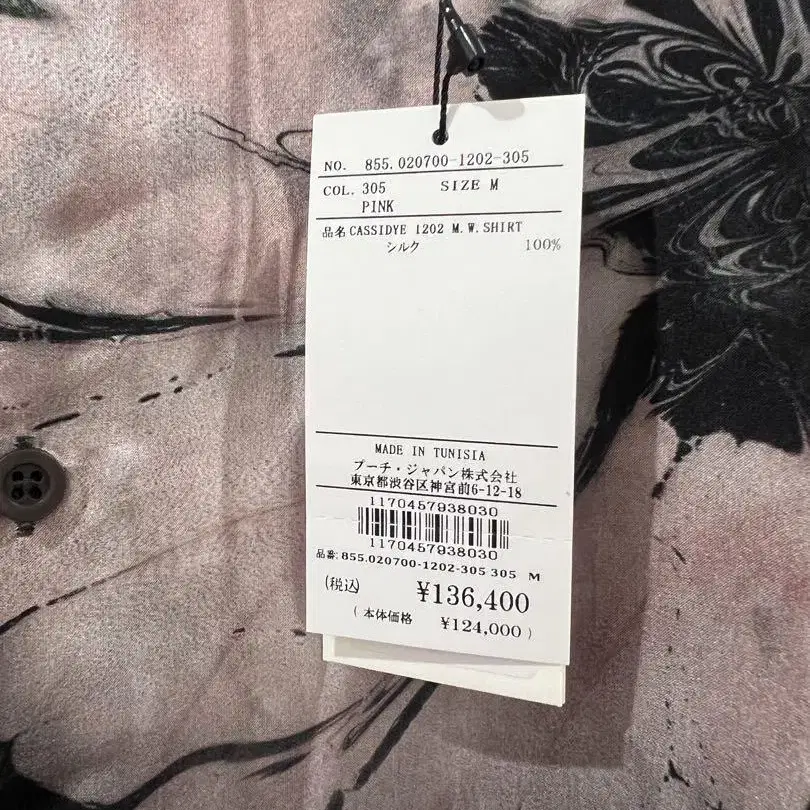 NO. 855.020700-1202-305
COL. 305 SIZE M
PINK
品名 CASSIDYE 1202 M.W.SHIRT
シルク 100%
MADE IN TUNISIA
プーチ・ジャパン株式会社
東京都渋谷区神宮前6-12-18
1170457938030
1170457938030
品番:855.020700-1202-305 305 M
(税込) ¥136,400
(本体価格 ¥124,000)